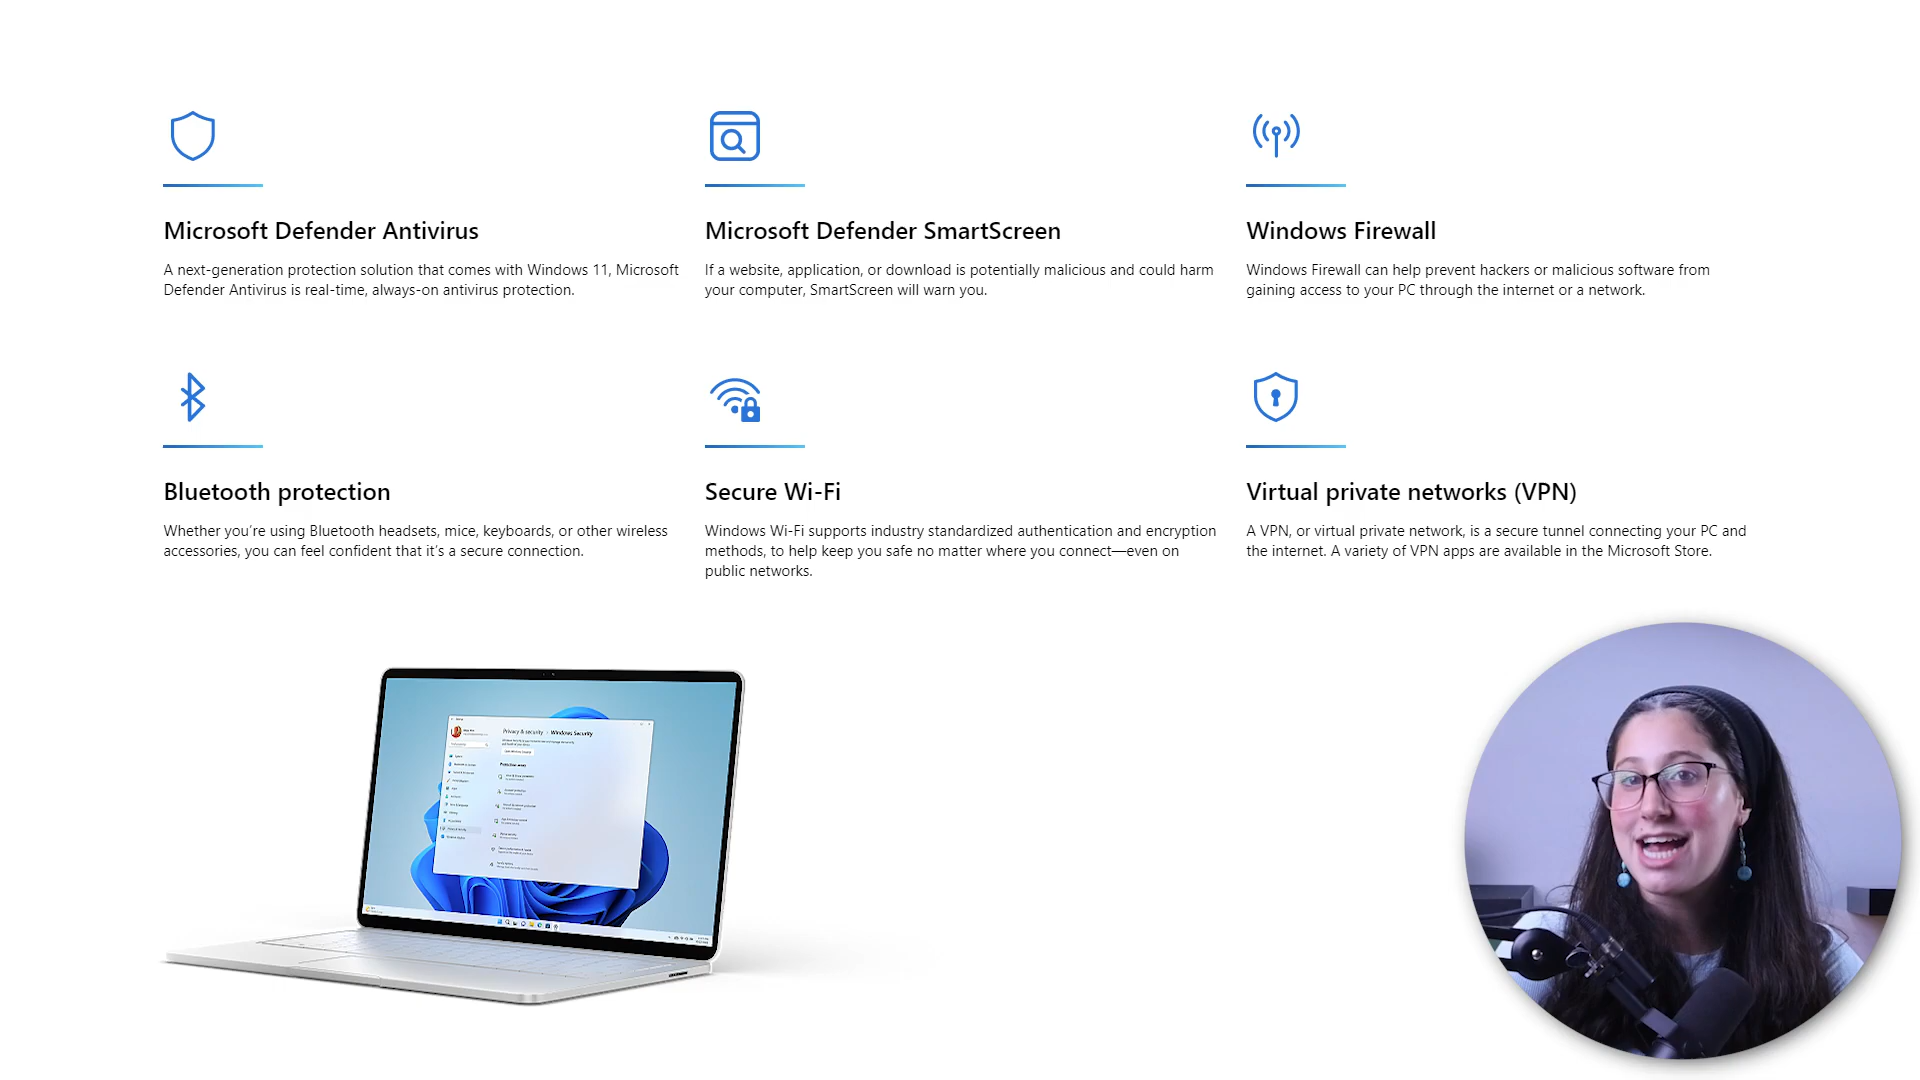 Microsoft Defender Antivirus
A next-generation protection solution that comes with Windows 11, Microsoft
Defender Antivirus is real-time, always-on antivirus protection.
Microsoft Defender SmartScreen
If a website, application, or download is potentially malicious and could harm
your computer, SmartScreen will warn you.
Windows Firewall
Windows Firewall can help prevent hackers or malicious software from
gaining access to your PC through the internet or a network.
Bluetooth protection
Whether you’re using Bluetooth headsets, mice, keyboards, or other wireless
accessories, you can feel confident that it’s a secure connection.
Secure Wi-Fi
Windows Wi-Fi supports industry standardized authentication and encryption
methods, to help keep you safe no matter where you connect—even on
public networks.
Virtual private networks (VPN)
A VPN, or virtual private network, is a secure tunnel connecting your PC and
the internet. A variety of VPN apps are available in the Microsoft Store.
Privacy & security › Windows Security
Protection areas